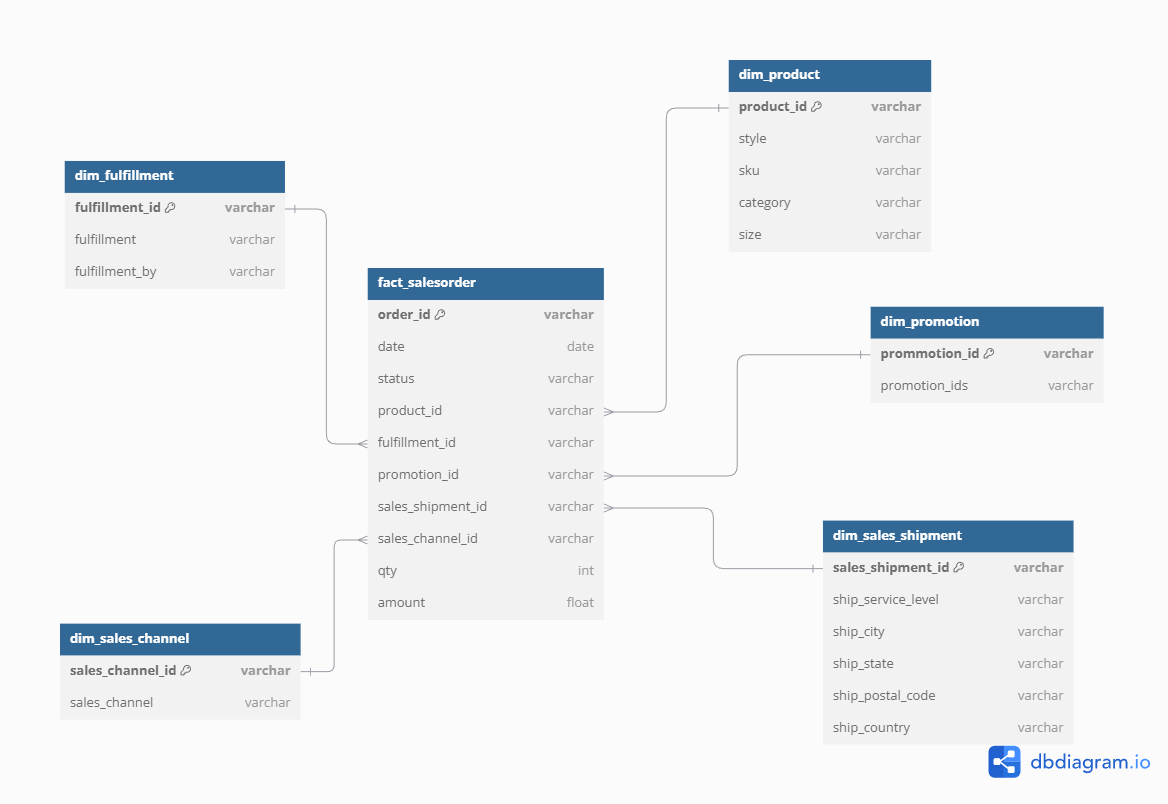 dim_product
product_id varchar
style varchar
sku varchar
category varchar
size varchar
dim_fulfillment
fulfillment_id varchar
fulfillment varchar
fulfillment_by varchar
fact_salesorder
order_id varchar
date date
status varchar
product_id varchar
fulfillment_id varchar
promotion_id varchar
sales_shipment_id varchar
sales_channel_id varchar
qty int
amount float
dim_promotion
prommotion_id varchar
promotion_ids varchar
dim_sales_shipment
sales_shipment_id varchar
ship_service_level varchar
ship_city varchar
ship_state varchar
ship_postal_code varchar
ship_country varchar
dim_sales_channel
sales_channel_id varchar
sales_channel varchar
dbdiagram.io